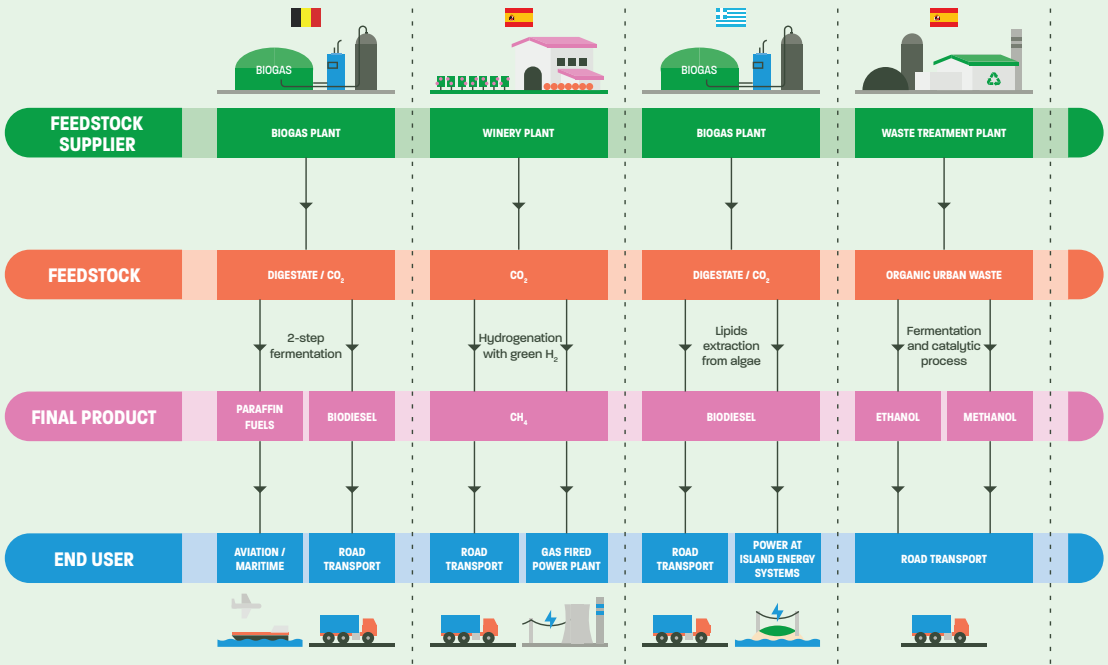 BIOGAS
BIOGAS
FEEDSTOCK
SUPPLIER
BIOGAS PLANT
WINERY PLANT
BIOGAS PLANT
WASTE TREATMENT PLANT
FEEDSTOCK
DIGESTATE / CO₂
CO₂
DIGESTATE / CO₂
ORGANIC URBAN WASTE
2-step
fermentation
Hydrogenation
with green H₂
Lipids
extraction
from algae
Fermentation
and catalytic
process
FINAL PRODUCT
PARAFFIN
FUELS
BIODIESEL
CH₄
BIODIESEL
ETHANOL
METHANOL
END USER
AVIATION /
MARITIME
ROAD
TRANSPORT
ROAD
TRANSPORT
GAS FIRED
POWER PLANT
ROAD
TRANSPORT
POWER AT
ISLAND ENERGY
SYSTEMS
ROAD TRANSPORT